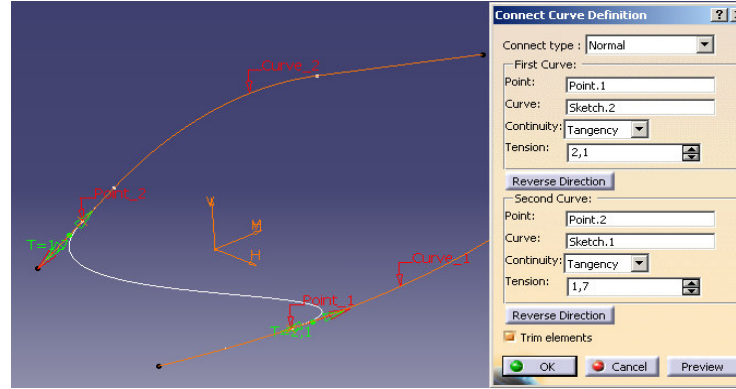 Connect Curve Definition
Connect type : Normal
First Curve:
Point: Point.1
Curve: Sketch.2
Continuity: Tangency
Tension: 2,1
Reverse Direction
Second Curve:
Point: Point.2
Curve: Sketch.1
Continuity: Tangency
Tension: 1,7
Reverse Direction
Trim elements
OK Cancel Preview
Curve_2
Point_2
T=1,7
V
M
H
Curve_1
Point_1
T=2,1